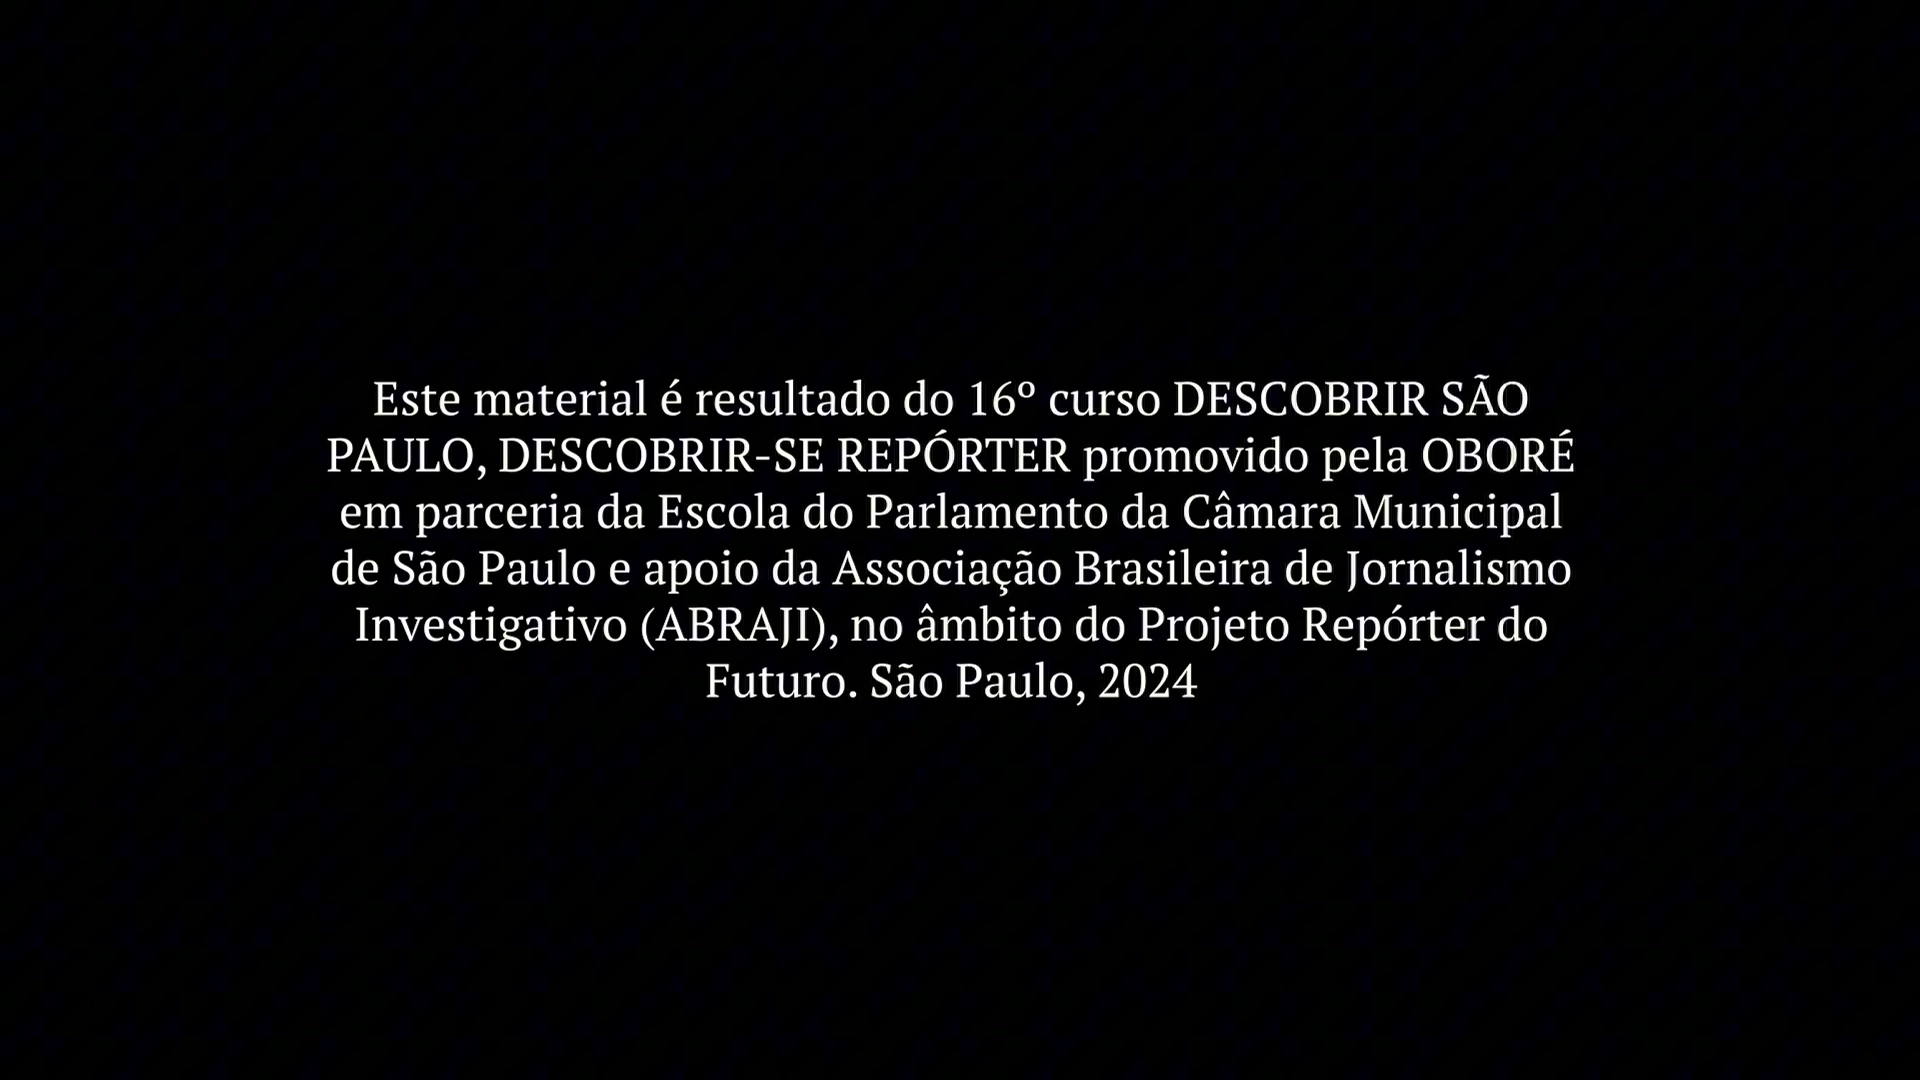 Este material é resultado do 16º curso DESCOBRIR SÃO
PAULO, DESCOBRIR-SE REPÓRTER promovido pela OBORÉ
em parceria da Escola do Parlamento da Câmara Municipal
de São Paulo e apoio da Associação Brasileira de Jornalismo
Investigativo (ABRAJI), no âmbito do Projeto Repórter do
Futuro. São Paulo, 2024